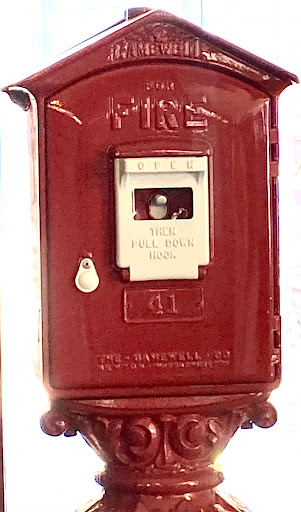 GAMEWELL
FOR
FIRE
OPEN
THEN
PULL DOWN
HOOK
41
THE · GAMEWELL · CO